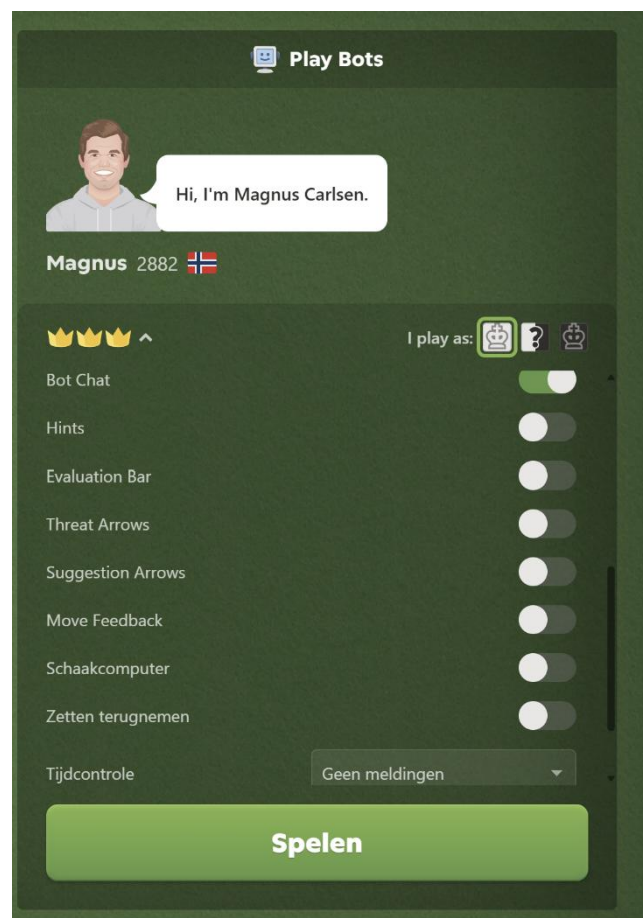 Play Bots
Hi, I'm Magnus Carlsen.
Magnus 2882
I play as: ?
Bot Chat
Hints
Evaluation Bar
Threat Arrows
Suggestion Arrows
Move Feedback
Schaakcomputer
Zetten terugnemen
Tijdcontrole Geen meldingen
Spelen